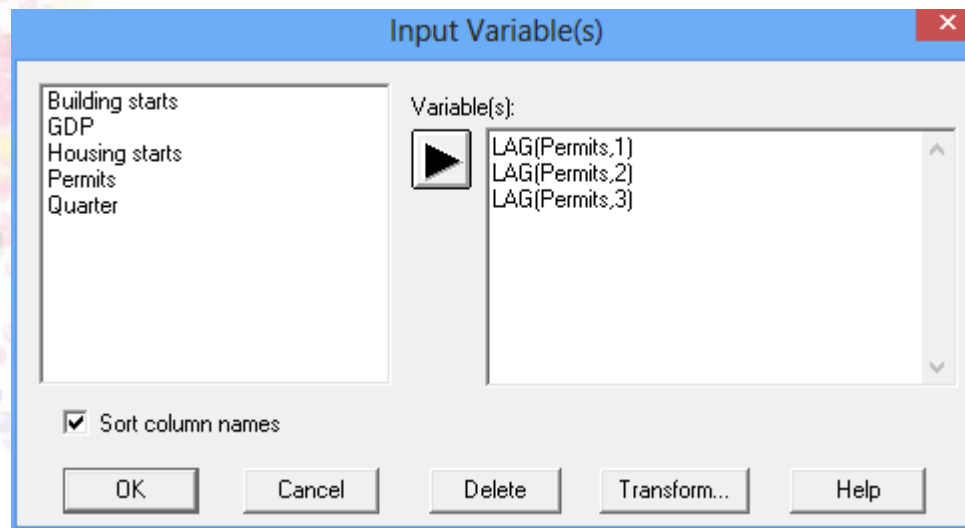 Input Variable(s)
Building starts
GDP
Housing starts
Permits
Quarter
Variable(s):
LAG(Permits,1)
LAG(Permits,2)
LAG(Permits,3)
Sort column names
OK Cancel Delete Transform... Help